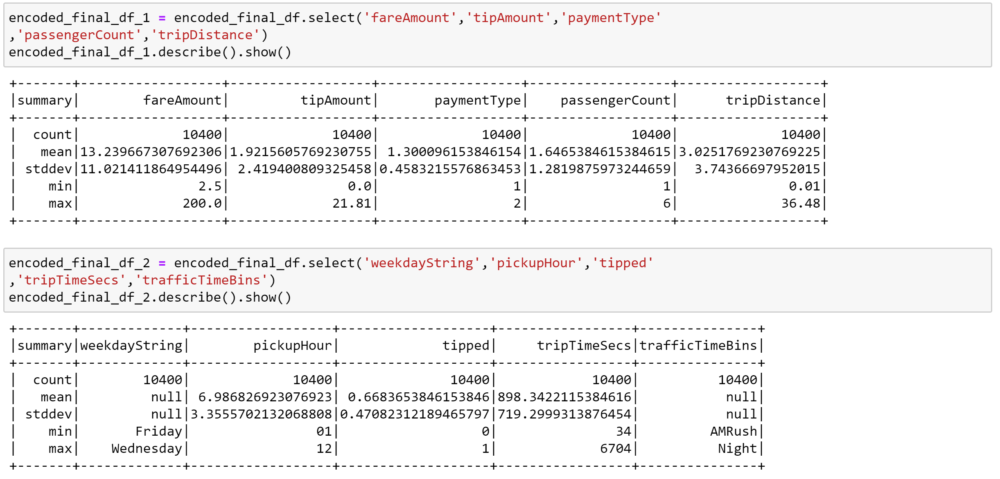 encoded_final_df_1 = encoded_final_df.select('fareAmount','tipAmount','paymentType'
,'passengerCount','tripDistance')
encoded_final_df_1.describe().show()
+-------+------------------+------------------+------------------+------------------+------------------+
|summary|        fareAmount|         tipAmount|       paymentType|    passengerCount|      tripDistance|
+-------+------------------+------------------+------------------+------------------+------------------+
|  count|             10400|             10400|             10400|             10400|             10400|
|   mean|13.239667307692306|1.9215605769230755| 1.300096153846154|1.6465384615384615|3.0251769230769225|
| stddev|11.021411864954496| 2.419400809325458|0.4583215576863453|1.2819875973244659|  3.74366697952015|
|    min|               2.5|               0.0|                 1|                 1|              0.01|
|    max|             200.0|             21.81|                 2|                 6|             36.48|
+-------+------------------+------------------+------------------+------------------+------------------+
encoded_final_df_2 = encoded_final_df.select('weekdayString','pickupHour','tipped'
,'tripTimeSecs','trafficTimeBins')
encoded_final_df_2.describe().show()
+-------+-------------+------------------+-------------------+-----------------+---------------+
|summary|weekdayString|        pickupHour|             tipped|     tripTimeSecs|trafficTimeBins|
+-------+-------------+------------------+-------------------+-----------------+---------------+
|  count|        10400|             10400|              10400|            10400|          10400|
|   mean|         null| 6.986826923076923| 0.6683653846153846|898.3422115384616|           null|
| stddev|         null|3.3555702132068808|0.47082312189465797|719.2999313876454|           null|
|    min|       Friday|                01|                  0|               34|         AMRush|
|    max|    Wednesday|                12|                  1|             6704|          Night|
+-------+-------------+------------------+-------------------+-----------------+---------------+